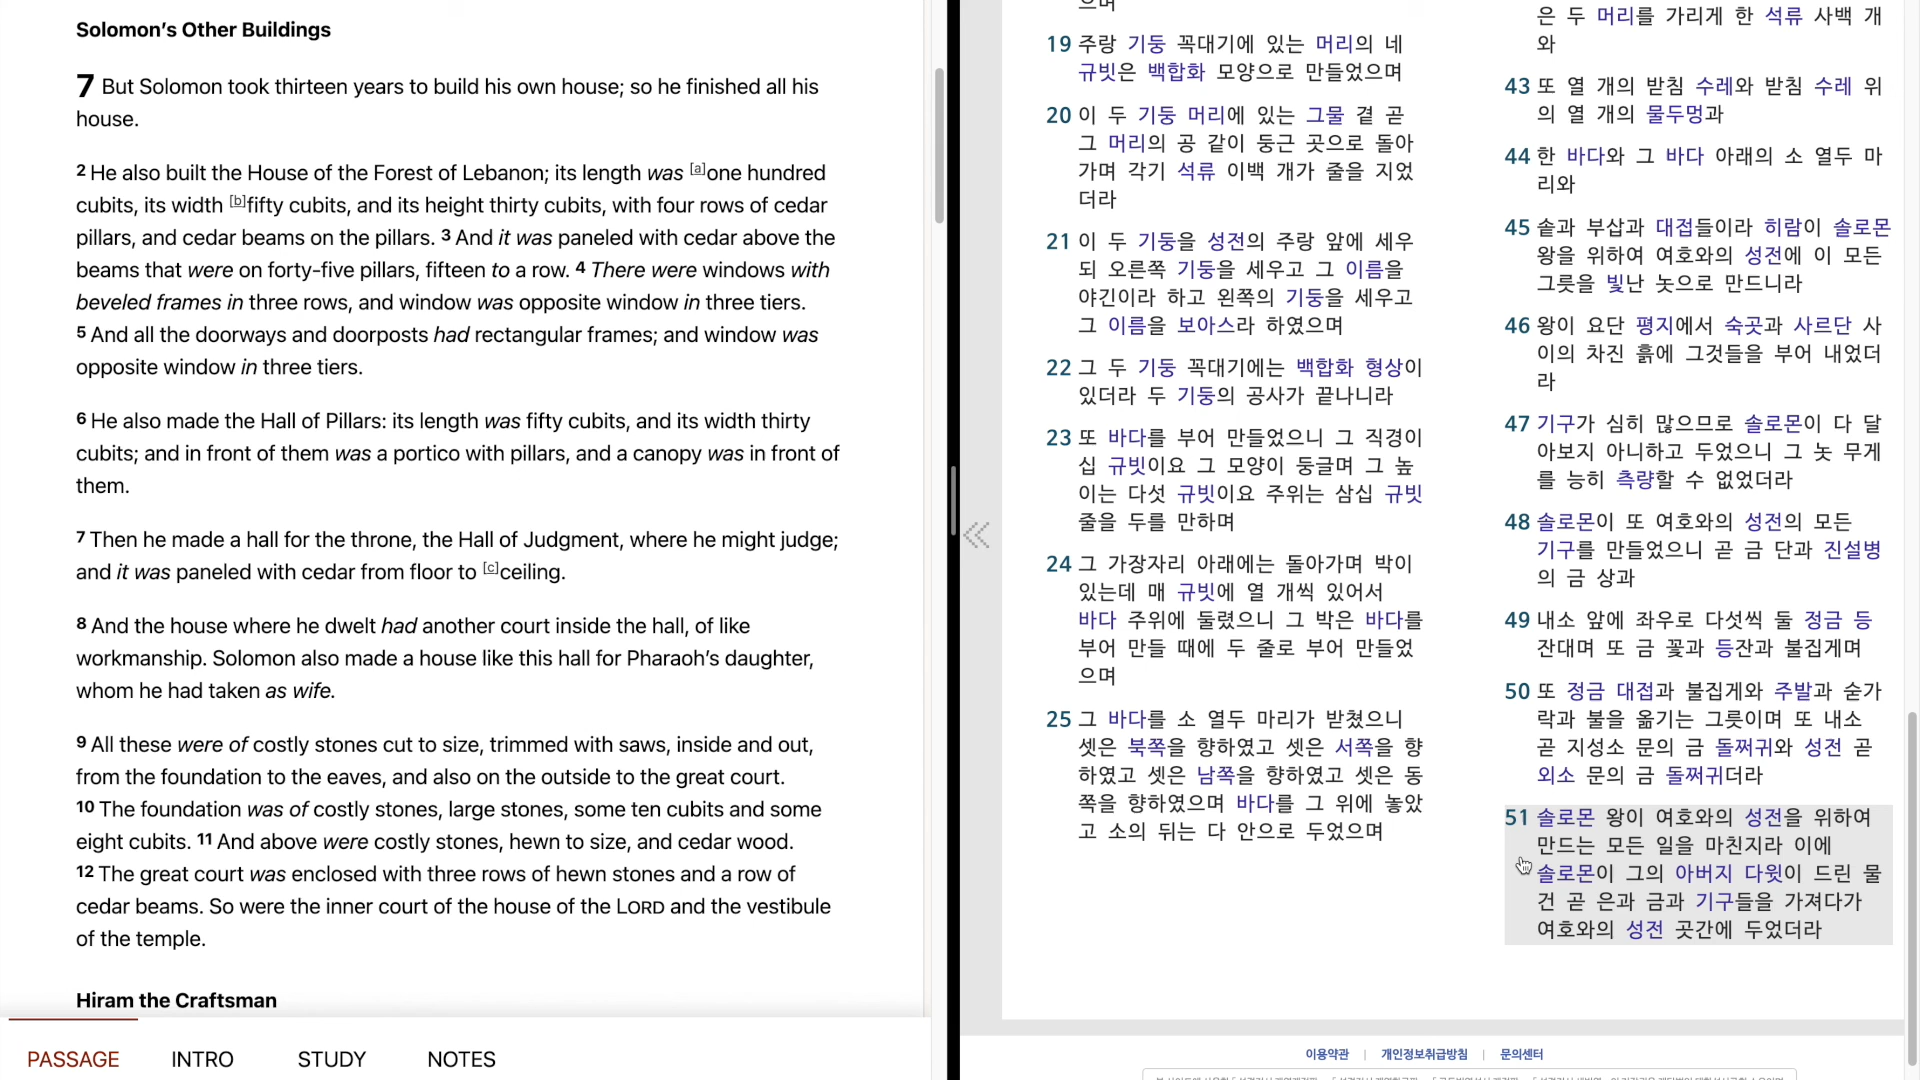 Solomon's Other Buildings
7 But Solomon took thirteen years to build his own house; so he finished all his
house.
2 He also built the House of the Forest of Lebanon; its length was [a]one hundred
cubits, its width [b]fifty cubits, and its height thirty cubits, with four rows of cedar
pillars, and cedar beams on the pillars. 3 And it was paneled with cedar above the
beams that were on forty-five pillars, fifteen to a row. 4 There were windows with
beveled frames in three rows, and window was opposite window in three tiers.
5 And all the doorways and doorposts had rectangular frames; and window was
opposite window in three tiers.
6 He also made the Hall of Pillars: its length was fifty cubits, and its width thirty
cubits; and in front of them was a portico with pillars, and a canopy was in front of
them.
7 Then he made a hall for the throne, the Hall of Judgment, where he might judge;
and it was paneled with cedar from floor to [c]ceiling.
8 And the house where he dwelt had another court inside the hall, of like
workmanship. Solomon also made a house like this hall for Pharaoh's daughter,
whom he had taken as wife.
9 All these were of costly stones cut to size, trimmed with saws, inside and out,
from the foundation to the eaves, and also on the outside to the great court.
10 The foundation was of costly stones, large stones, some ten cubits and some
eight cubits. 11 And above were costly stones, hewn to size, and cedar wood.
12 The great court was enclosed with three rows of hewn stones and a row of
cedar beams. So were the inner court of the house of the LORD and the vestibule
of the temple.
Hiram the Craftsman
PASSAGE INTRO STUDY NOTES
으며
19 주랑 기둥 꼭대기에 있는 머리의 네
규빗은 백합화 모양으로 만들었으며
20 이 두 기둥 머리에 있는 그물 곁 곧
그 머리의 공 같이 둥근 곳으로 돌아
가며 각기 석류 이백 개가 줄을 지었
더라
21 이 두 기둥을 성전의 주랑 앞에 세우
되 오른쪽 기둥을 세우고 그 이름을
야긴이라 하고 왼쪽의 기둥을 세우고
그 이름을 보아스라 하였으며
22 그 두 기둥 꼭대기에는 백합화 형상이
있더라 두 기둥의 공사가 끝나니라
23 또 바다를 부어 만들었으니 그 직경이
십 규빗이요 그 모양이 둥글며 그 높
이는 다섯 규빗이요 주위는 삼십 규빗
줄을 두를 만하며
24 그 가장자리 아래에는 돌아가며 박이
있는데 매 규빗에 열 개씩 있어서
바다 주위에 둘렸으니 그 박은 바다를
부어 만들 때에 두 줄로 부어 만들었
으며
25 그 바다를 소 열두 마리가 받쳤으니
셋은 북쪽을 향하였고 셋은 서쪽을 향
하였고 셋은 남쪽을 향하였고 셋은 동
쪽을 향하였으며 바다를 그 위에 놓았
고 소의 뒤는 다 안으로 두었으며
은 두 머리를 가리게 한 석류 사백 개
와
43 또 열 개의 받침 수레와 받침 수레 위
의 열 개의 물두멍과
44 한 바다와 그 바다 아래의 소 열두 마
리와
45 솥과 부삽과 대접들이라 히람이 솔로몬
왕을 위하여 여호와의 성전에 이 모든
그릇을 빛난 놋으로 만드니라
46 왕이 요단 평지에서 숙곳과 사르단 사
이의 차진 흙에 그것들을 부어 내었더
라
47 기구가 심히 많으므로 솔로몬이 다 달
아보지 아니하고 두었으니 그 놋 무게
를 능히 측량할 수 없었더라
48 솔로몬이 또 여호와의 성전의 모든
기구를 만들었으니 곧 금 단과 진설병
의 금 상과
49 내소 앞에 좌우로 다섯씩 둘 정금 등
잔대며 또 금 꽃과 등잔과 불집게며
50 또 정금 대접과 불집게와 주발과 숟가
락과 불을 옮기는 그릇이며 또 내소
곧 지성소 문의 금 돌쩌귀와 성전 곧
외소 문의 금 돌쩌귀더라
51 솔로몬 왕이 여호와의 성전을 위하여
만드는 모든 일을 마친지라 이에
솔로몬이 그의 아버지 다윗이 드린 물
건 곧 은과 금과 기구들을 가져다가
여호와의 성전 곳간에 두었더라
이용약관 | 개인정보취급방침 | 문의센터